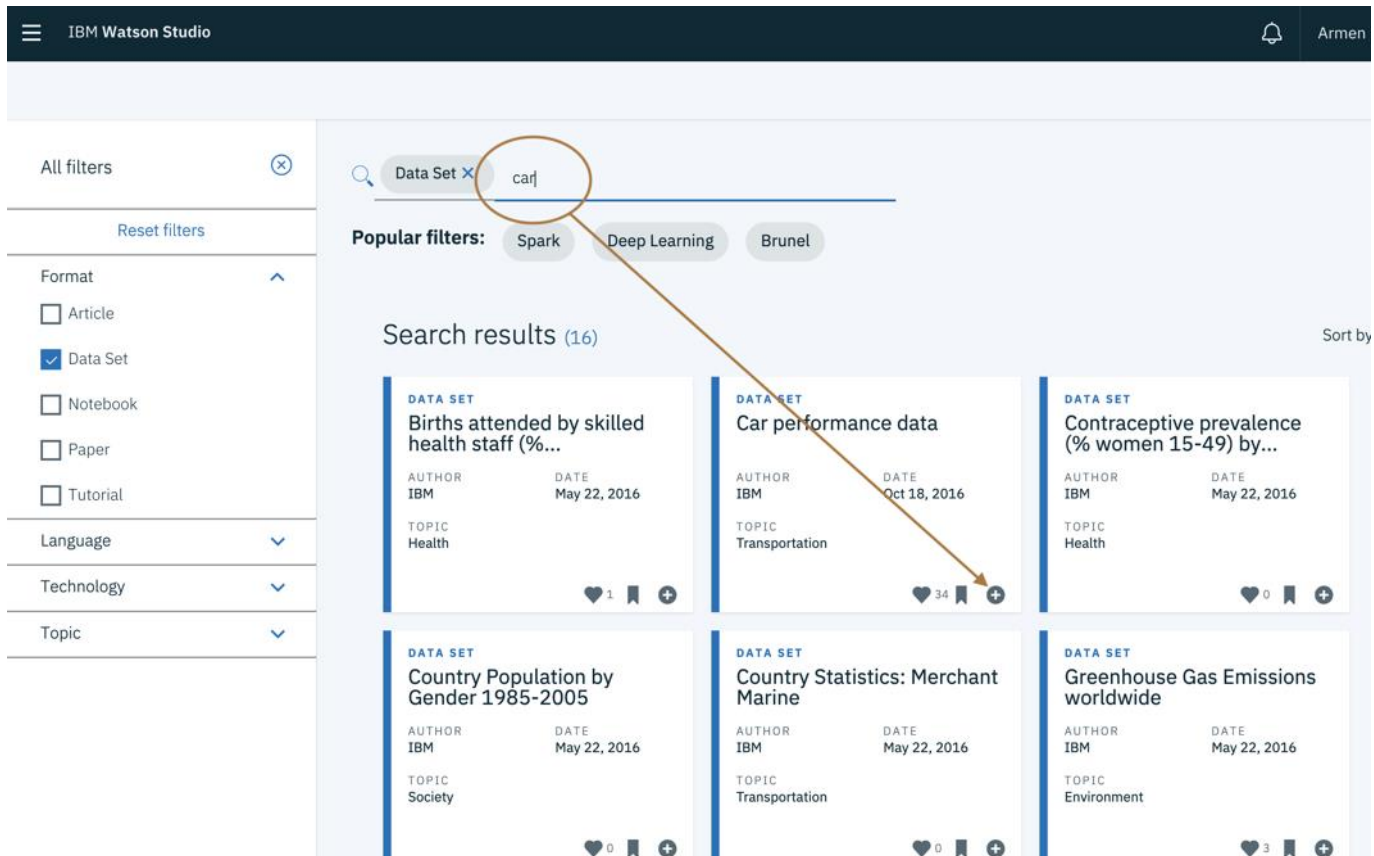 IBM Watson Studio
Armen
All filters
Reset filters
Format
Article
Data Set
Notebook
Paper
Tutorial
Language
Technology
Topic
Data Set × car
Popular filters: Spark Deep Learning Brunel
Search results (16)
Sort by
DATA SET
Births attended by skilled
health staff (%...
AUTHOR DATE
IBM May 22, 2016
TOPIC
Health
1
DATA SET
Car performance data
AUTHOR DATE
IBM Oct 18, 2016
TOPIC
Transportation
34
DATA SET
Contraceptive prevalence
(% women 15-49) by...
AUTHOR DATE
IBM May 22, 2016
TOPIC
Health
0
DATA SET
Country Population by
Gender 1985-2005
AUTHOR DATE
IBM May 22, 2016
TOPIC
Society
0
DATA SET
Country Statistics: Merchant
Marine
AUTHOR DATE
IBM May 22, 2016
TOPIC
Transportation
0
DATA SET
Greenhouse Gas Emissions
worldwide
AUTHOR DATE
IBM May 22, 2016
TOPIC
Environment
3